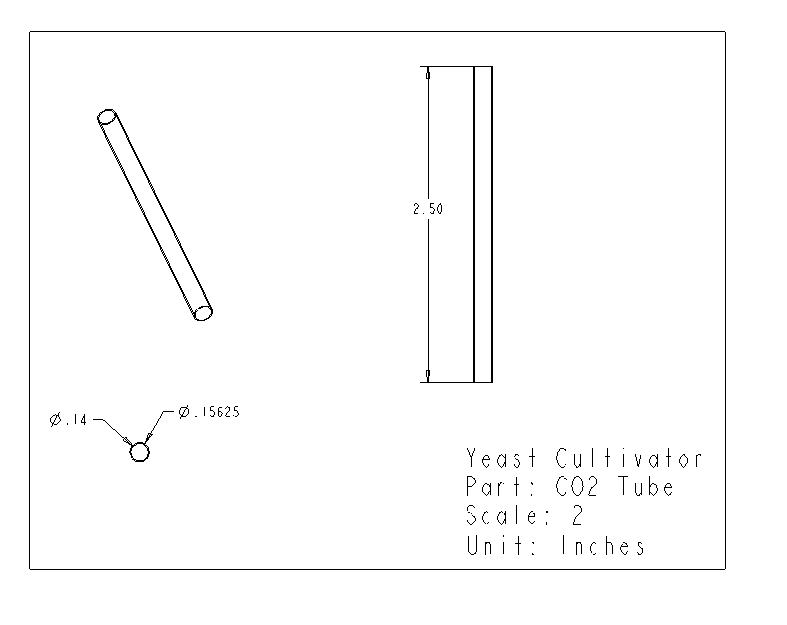 2.50
Ø.14
Ø.15625
Yeast Cultivator
Part: CO2 Tube
Scale: 2
Unit: Inches